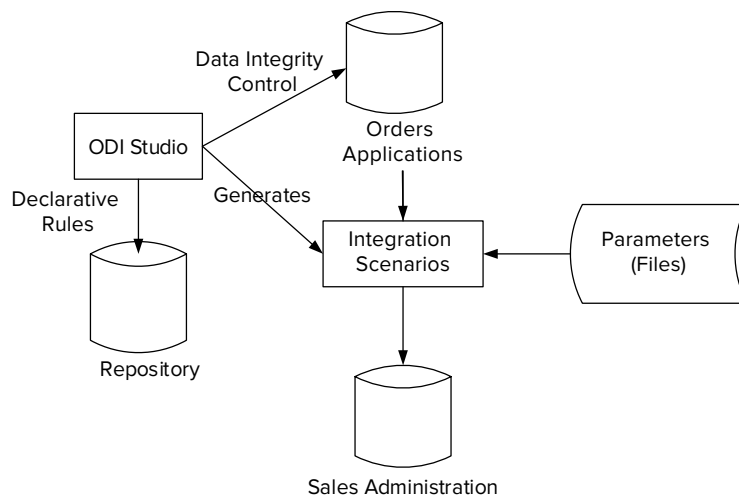 Data Integrity
Control
Orders
Applications
ODI Studio
Declarative
Rules
Generates
Integration
Scenarios
Parameters
(Files)
Repository
Sales Administration